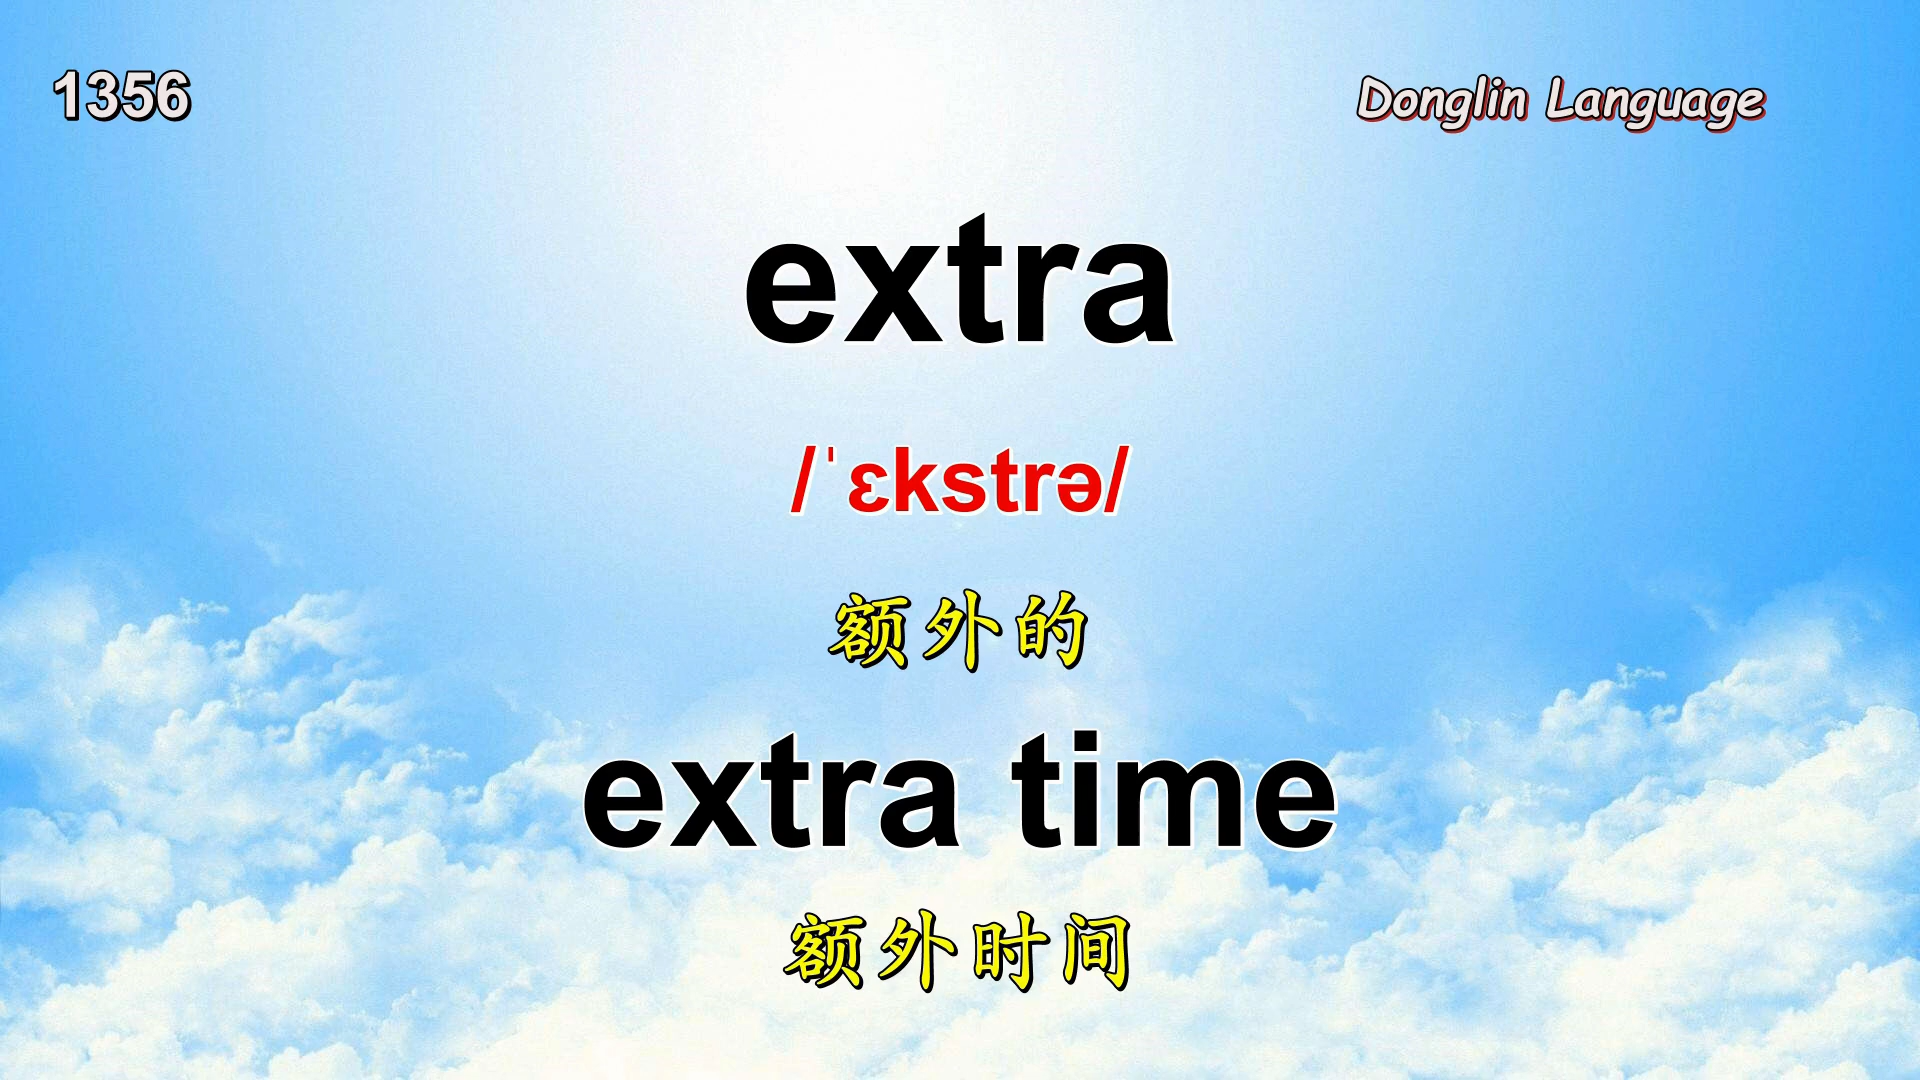 1356
Donglin Language
extra
/ˈɛkstrə/
额外的
extra time
额外时间